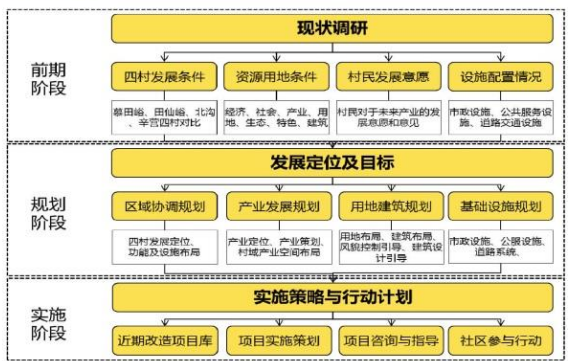 现状调研
前期
阶段
四村发展条件
资源用地条件
村民发展意愿
设施配置情况
慕田峪、田仙峪、北沟
、辛营四村对比
经济、社会、产业、用
地、生态、特色、建筑
村民对于未来产业的发
展意愿和意见
市政设施、公共服务设
施、道路交通设施
发展定位及目标
规划
阶段
区域协调规划
产业发展规划
用地建筑规划
基础设施规划
四村发展定位、
功能及设施布局
产业定位、产业策划、
村域产业空间布局
用地布局、建筑布局、
风貌控制引导、建筑设
计引导
市政设施、公服设施、
道路系统、
实施策略与行动计划
实施
阶段
近期改造项目库
项目实施策划
项目咨询与指导
社区参与行动